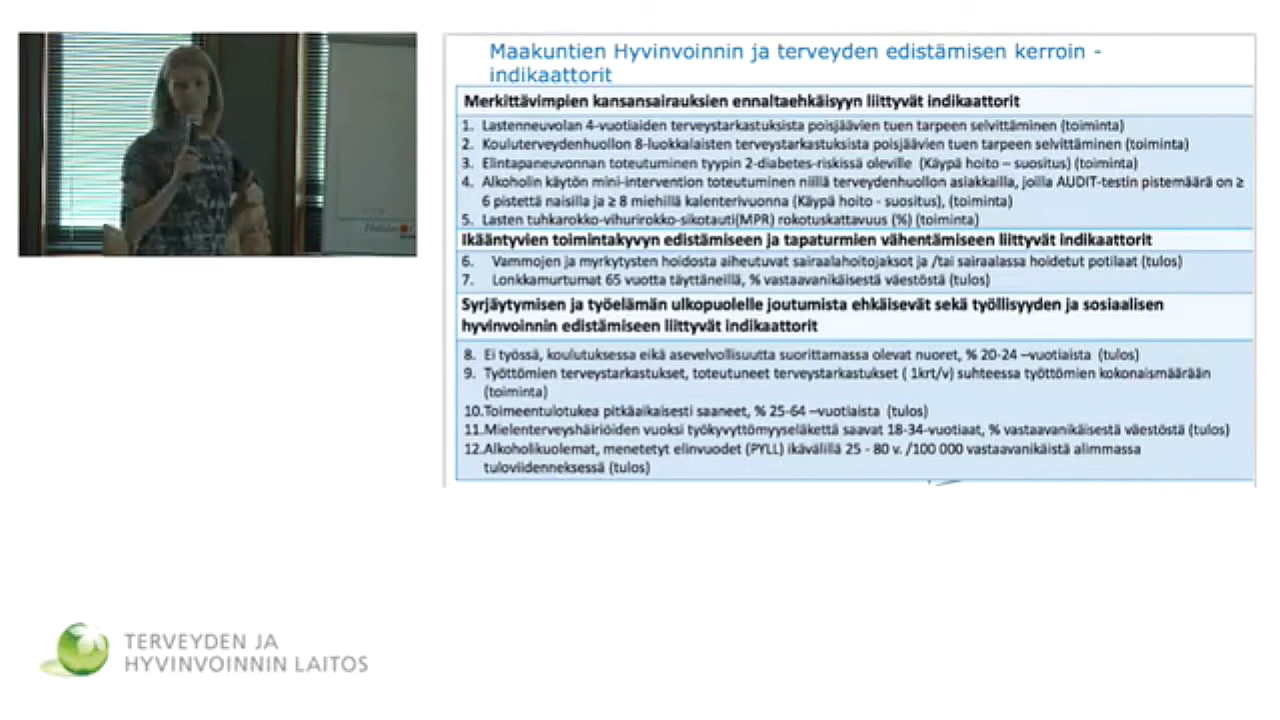 Maakuntien Hyvinvoinnin ja terveyden edistämisen kerroin -
indikaattorit
Merkittävimpien kansansairauksien ennaltaehkäisyyn liittyvät indikaattorit
1. Lastenneuvolan 4-vuotiaiden terveystarkastuksista poisjäävien tuen tarpeen selvittäminen (toiminta)
2. Kouluterveydenhuollon 8-luokkalaisten terveystarkastuksista poisjäävien tuen tarpeen selvittäminen (toiminta)
3. Elintapaneuvonnan toteutuminen tyypin 2-diabetes-riskissä oleville (Käypä hoito – suositus) (toiminta)
4. Alkoholin käytön mini-intervention toteutuminen niillä terveydenhuollon asiakkailla, joilla AUDIT-testin pistemäärä on ≥
6 pistettä naisilla ja ≥ 8 miehillä kalenterivuonna (Käypä hoito - suositus), (toiminta)
5. Lasten tuhkarokko-vihurirokko-sikotauti(MPR) rokotuskattavuus (%) (toiminta)
Ikääntyvien toimintakyvyn edistämiseen ja tapaturmien vähentämiseen liittyvät indikaattorit
6. Vammojen ja myrkytysten hoidosta aiheutuvat sairaalahoitojaksot ja /tai sairaalassa hoidetut potilaat (tulos)
7. Lonkkamurtumat 65 vuotta täyttäneillä, % vastaavanikäisestä väestöstä (tulos)
Syrjäytymisen ja työelämän ulkopuolelle joutumista ehkäisevät sekä työllisyyden ja sosiaalisen
hyvinvoinnin edistämiseen liittyvät indikaattorit
8. Ei työssä, koulutuksessa eikä asevelvollisuutta suorittamassa olevat nuoret, % 20-24 –vuotiaista (tulos)
9. Työttömien terveystarkastukset, toteutuneet terveystarkastukset ( 1krt/v) suhteessa työttömien kokonaismäärään
(toiminta)
10.Toimeentulotukea pitkäaikaisesti saaneet, % 25-64 –vuotiaista (tulos)
11.Mielenterveyshäiriöiden vuoksi työkyvyttömyyseläkettä saavat 18-34-vuotiaat, % vastaavanikäisestä väestöstä (tulos)
12.Alkoholikuolemat, menetetyt elinvuodet (PYLL) ikävälillä 25 - 80 v. /100 000 vastaavanikäistä alimmassa
tuloviidenneksessä (tulos)
TERVEYDEN JA
HYVINVOINNIN LAITOS